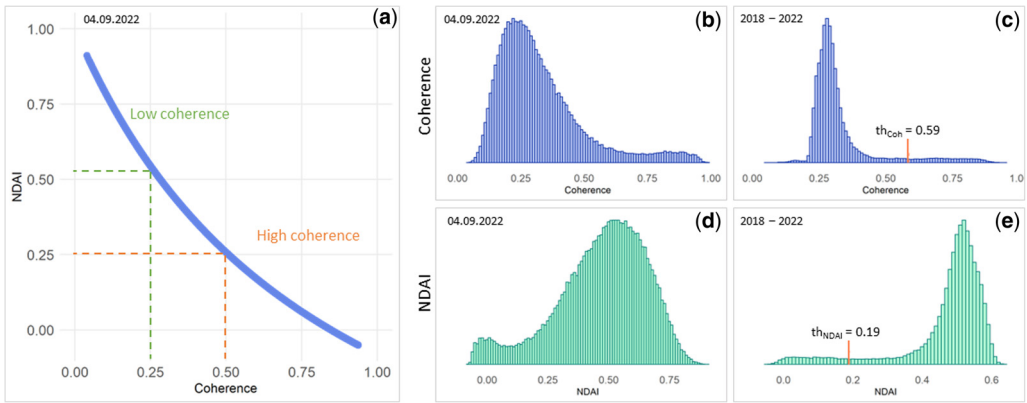 04.09.2022
(a)
1.00
0.75
0.50
0.25
0.00
NDAI
Low coherence
High coherence
0.00 0.25 0.50 0.75 1.00
Coherence
Coherence
04.09.2022
(b)
0.00 0.25 0.50 0.75 1.00
Coherence
2018 – 2022
(c)
thCoh = 0.59
0.00 0.25 0.50 0.75 1.0
Coherence
NDAI
04.09.2022
(d)
0.00 0.25 0.50 0.75
NDAI
2018 – 2022
(e)
thNDAI = 0.19
0.0 0.2 0.4 0.6
NDAI